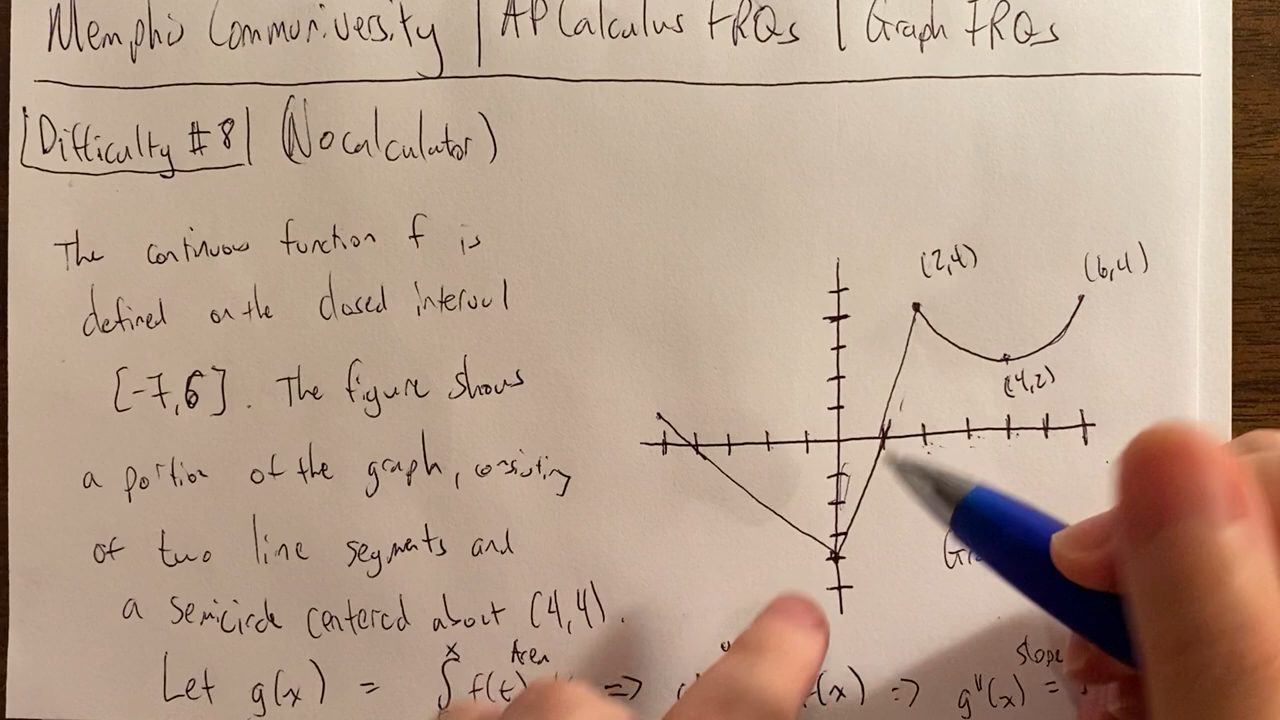 Memphis Communiversity | AP Calculus FRQs | Graph FRQs
Difficulty #8 (No calculator)
The continuous function f is
defined on the closed interval
[-7,6]. The figure shows
a portion of the graph, consisting
of two line segments and
a semicircle centered about (4,4).
(2,4)
(6,4)
(4,2)
Let g(x) = ∫ x f(t) Area => (x) => g''(x) = slope